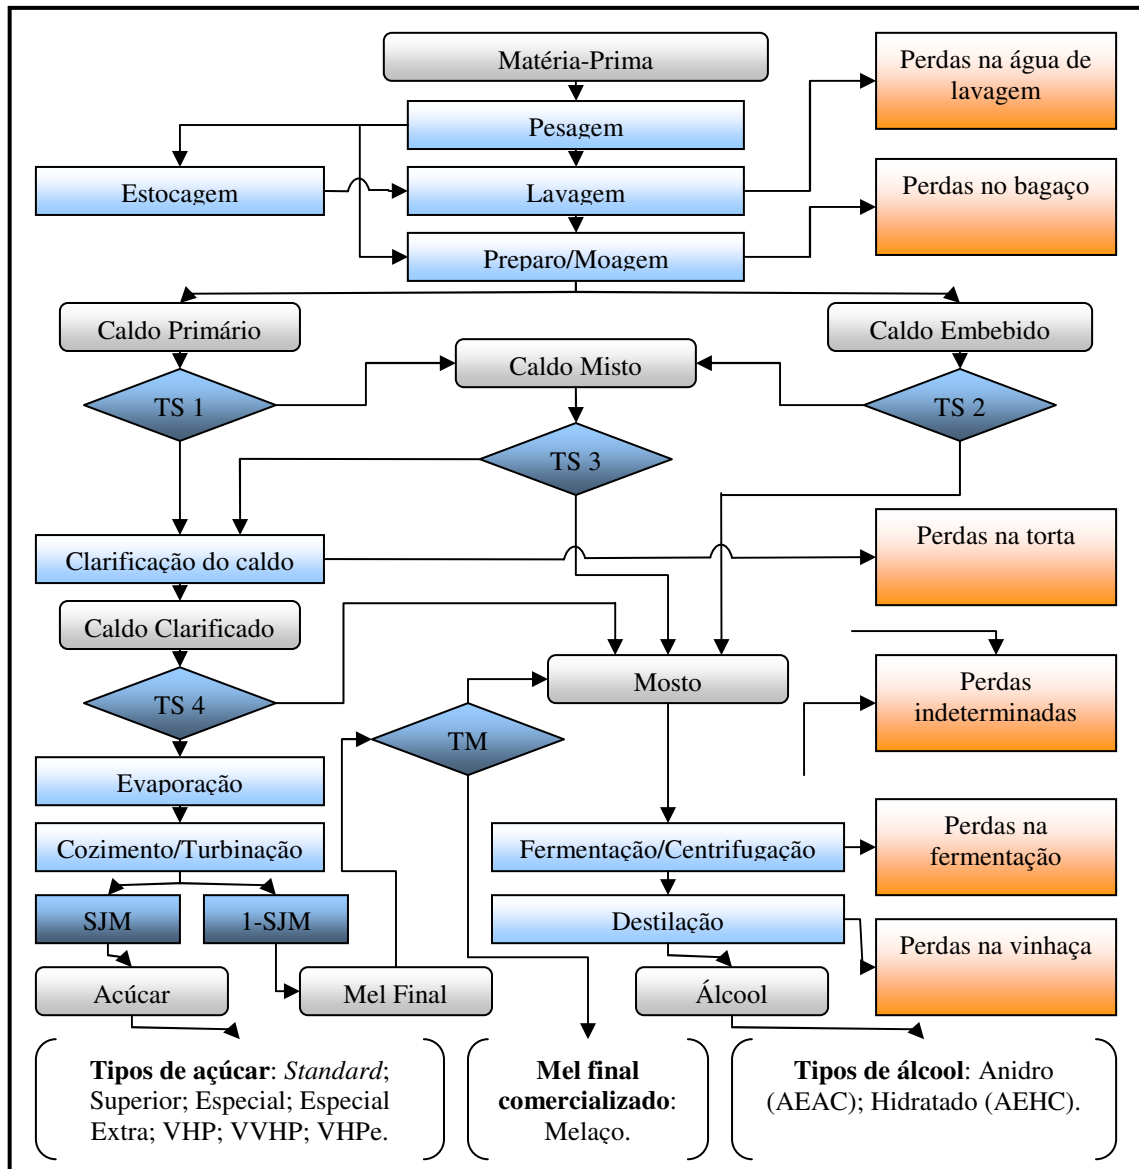 Matéria-Prima
Perdas na água de
lavagem
Pesagem
Estocagem
Lavagem
Perdas no bagaço
Preparo/Moagem
Caldo Primário
Caldo Misto
Caldo Embebido
TS 1
TS 2
TS 3
Clarificação do caldo
Perdas na torta
Caldo Clarificado
TS 4
Mosto
Perdas
indeterminadas
TM
Evaporação
Cozimento/Turbinação
Fermentação/Centrifugação
Perdas na
fermentação
SJM
1-SJM
Destilação
Perdas na vinhaça
Açúcar
Mel Final
Álcool
Tipos de açúcar: Standard;
Superior; Especial; Especial
Extra; VHP; VVHP; VHPe.
Mel final
comercializado:
Melaço.
Tipos de álcool: Anidro
(AEAC); Hidratado (AEHC).